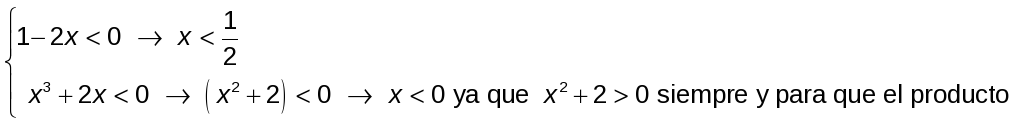 1− 2x < 0 → x < 1/2
x³ + 2x < 0 → ( x² + 2 ) < 0 → x < 0 ya que x² + 2 > 0 siempre y para que el producto